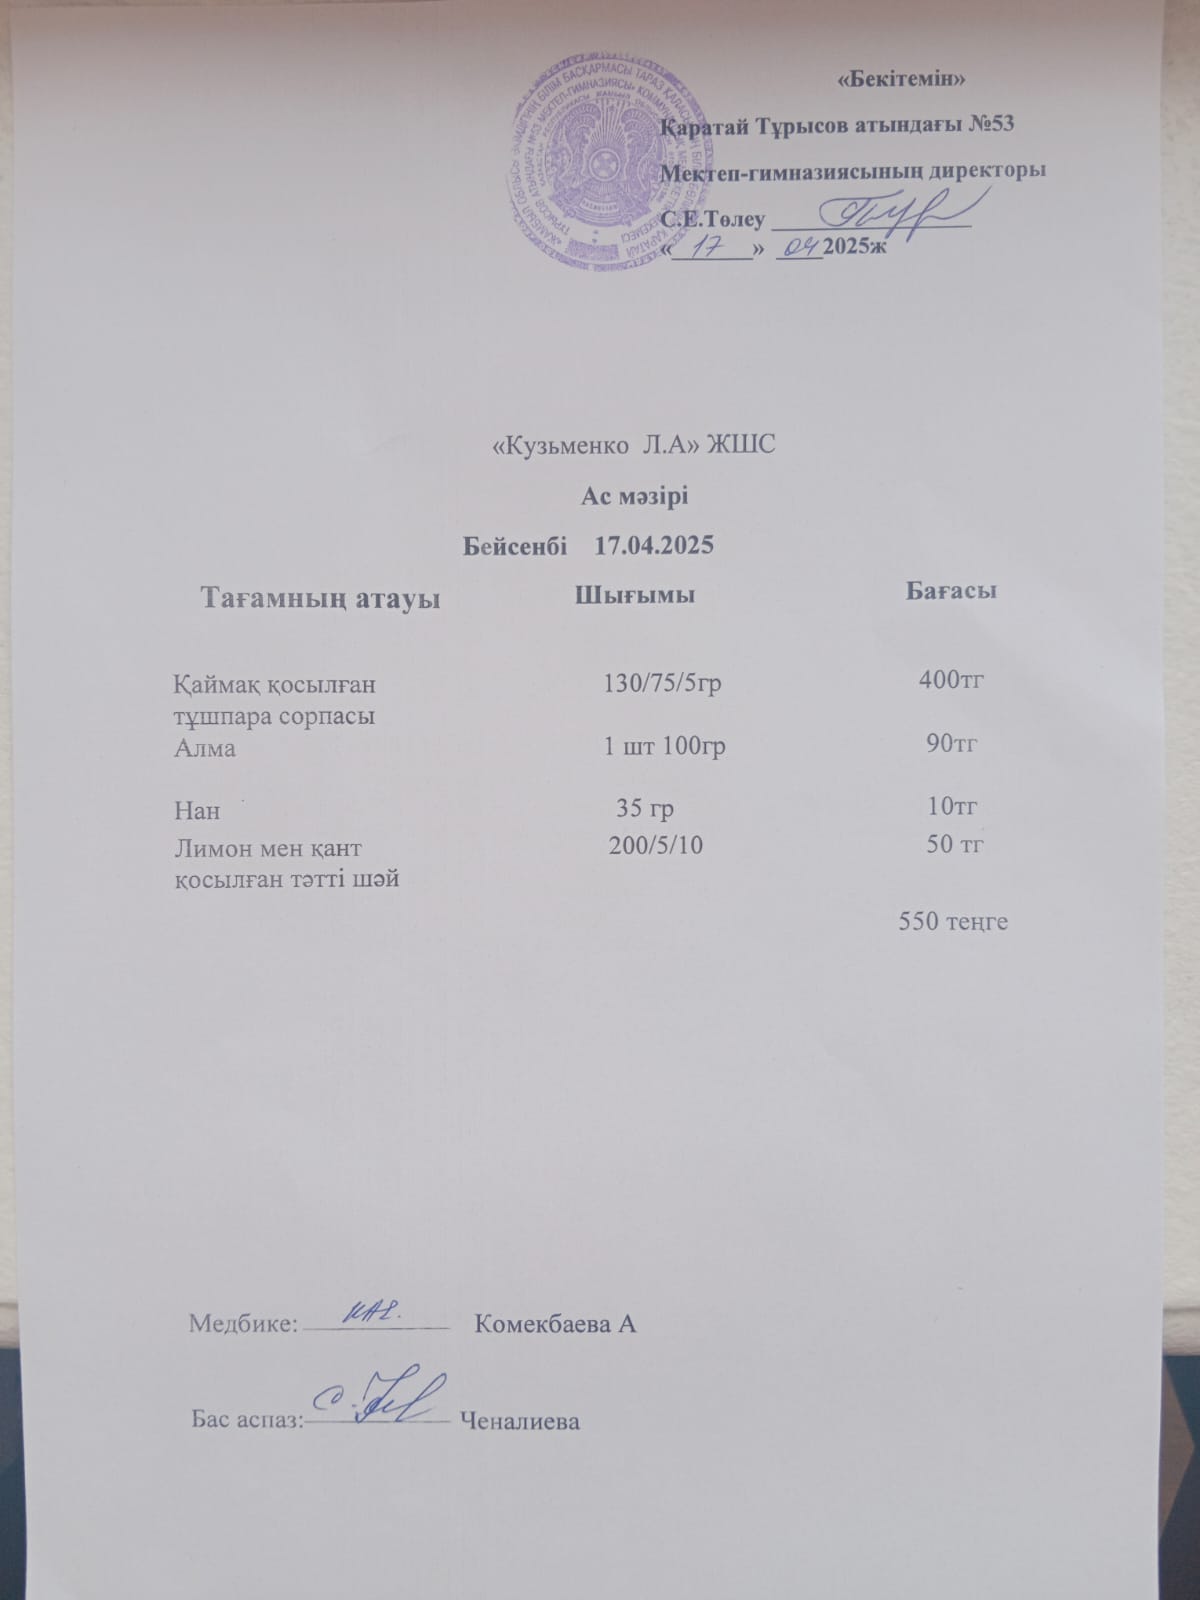 «Бекітемін»
Қаратай Тұрысов атындағы №53
Мектеп-гимназиясының директоры
С.Е.Төлеу
« 17 » 04 2025ж
«Кузьменко Л.А» ЖШС
Ас мәзірі
Бейсенбі 17.04.2025
Тағамның атауы Шығымы Бағасы
Қаймақ қосылған 130/75/5гр 400тг
тұшпара сорпасы
Алма 1 шт 100гр 90тг
Нан 35 гр 10тг
Лимон мен қант 200/5/10 50 тг
қосылған тәтті шәй
550 теңге
Медбике: Комекбаева А
Бас аспаз: Ченалиева